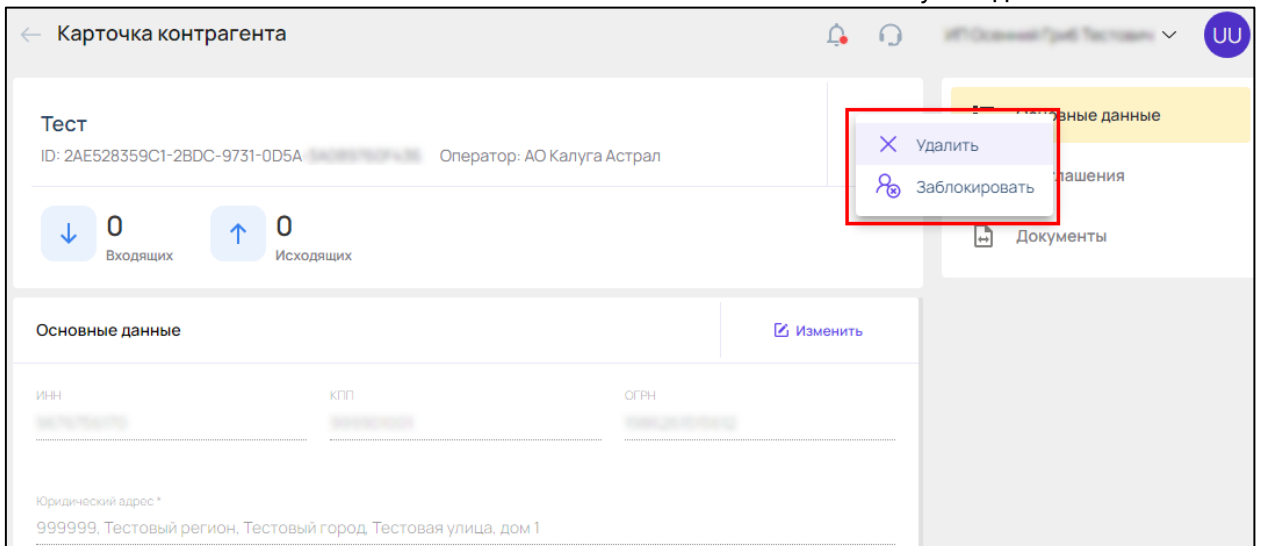 Карточка контрагента
UU
Тест
ID: 2AE528359C1-2BDC-9731-0D5A
Оператор: АО Калуга Астрал
Удалить
Заблокировать
0
Входящих
0
Исходящих
Основные данные
Документы
Основные данные
Изменить
ИНН
КПП
ОГРН
Юридический адрес *
999999, Тестовый регион, Тестовый город, Тестовая улица, дом 1